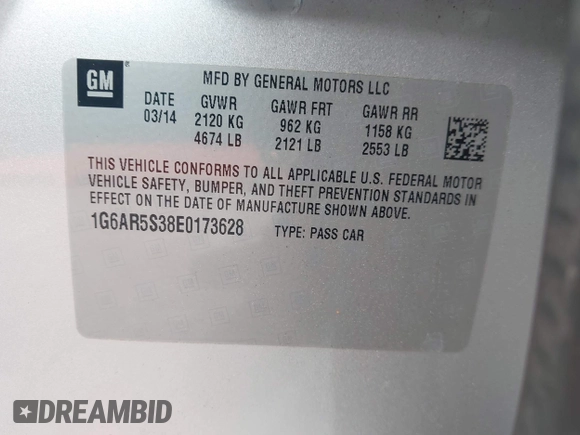 GM
MFD BY GENERAL MOTORS LLC
DATE GVWR GAWR FRT GAWR RR
03/14 2120 KG 962 KG 1158 KG
4674 LB 2121 LB 2553 LB
THIS VEHICLE CONFORMS TO ALL APPLICABLE U.S. FEDERAL MOTOR
VEHICLE SAFETY, BUMPER, AND THEFT PREVENTION STANDARDS IN
EFFECT ON THE DATE OF MANUFACTURE SHOWN ABOVE.
1G6AR5S38E0173628 TYPE: PASS CAR
DREAMBID